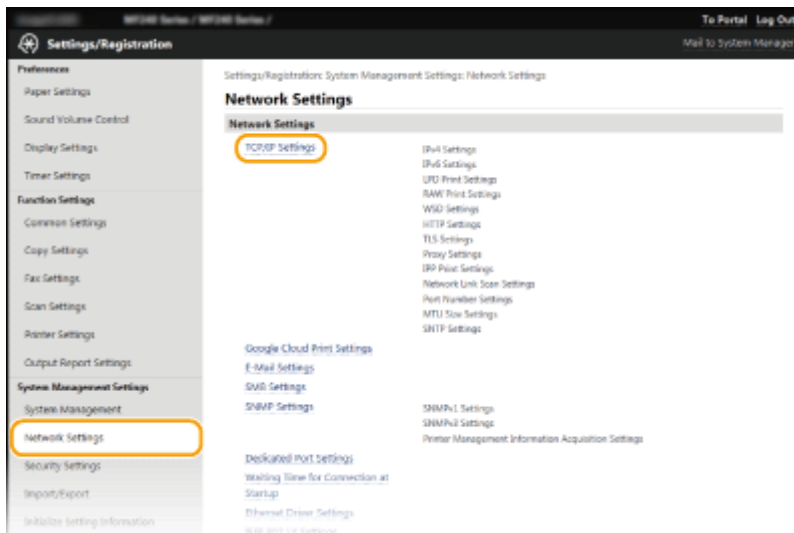 MF240 Series / MF240 Series /
To Portal Log Out
Settings/Registration
Mail to System Manager
Preferences
Paper Settings
Sound Volume Control
Display Settings
Timer Settings
Function Settings
Common Settings
Copy Settings
Fax Settings
Scan Settings
Printer Settings
Output Report Settings
System Management Settings
System Management
Network Settings
Security Settings
Import/Export
Initialize Setting Information
Settings/Registration: System Management Settings: Network Settings
Network Settings
Network Settings
TCP/IP Settings
IPv4 Settings
IPv6 Settings
LPD Print Settings
RAW Print Settings
WSD Settings
HTTP Settings
TLS Settings
Proxy Settings
IPP Print Settings
Network Link Scan Settings
Port Number Settings
MTU Size Settings
SNTP Settings
Google Cloud Print Settings
E-Mail Settings
SMB Settings
SNMP Settings
SNMPv1 Settings
SNMPv3 Settings
Printer Management Information Acquisition Settings
Dedicated Port Settings
Waiting Time for Connection at
Startup
Ethernet Driver Settings
IEEE 802.1X Settings